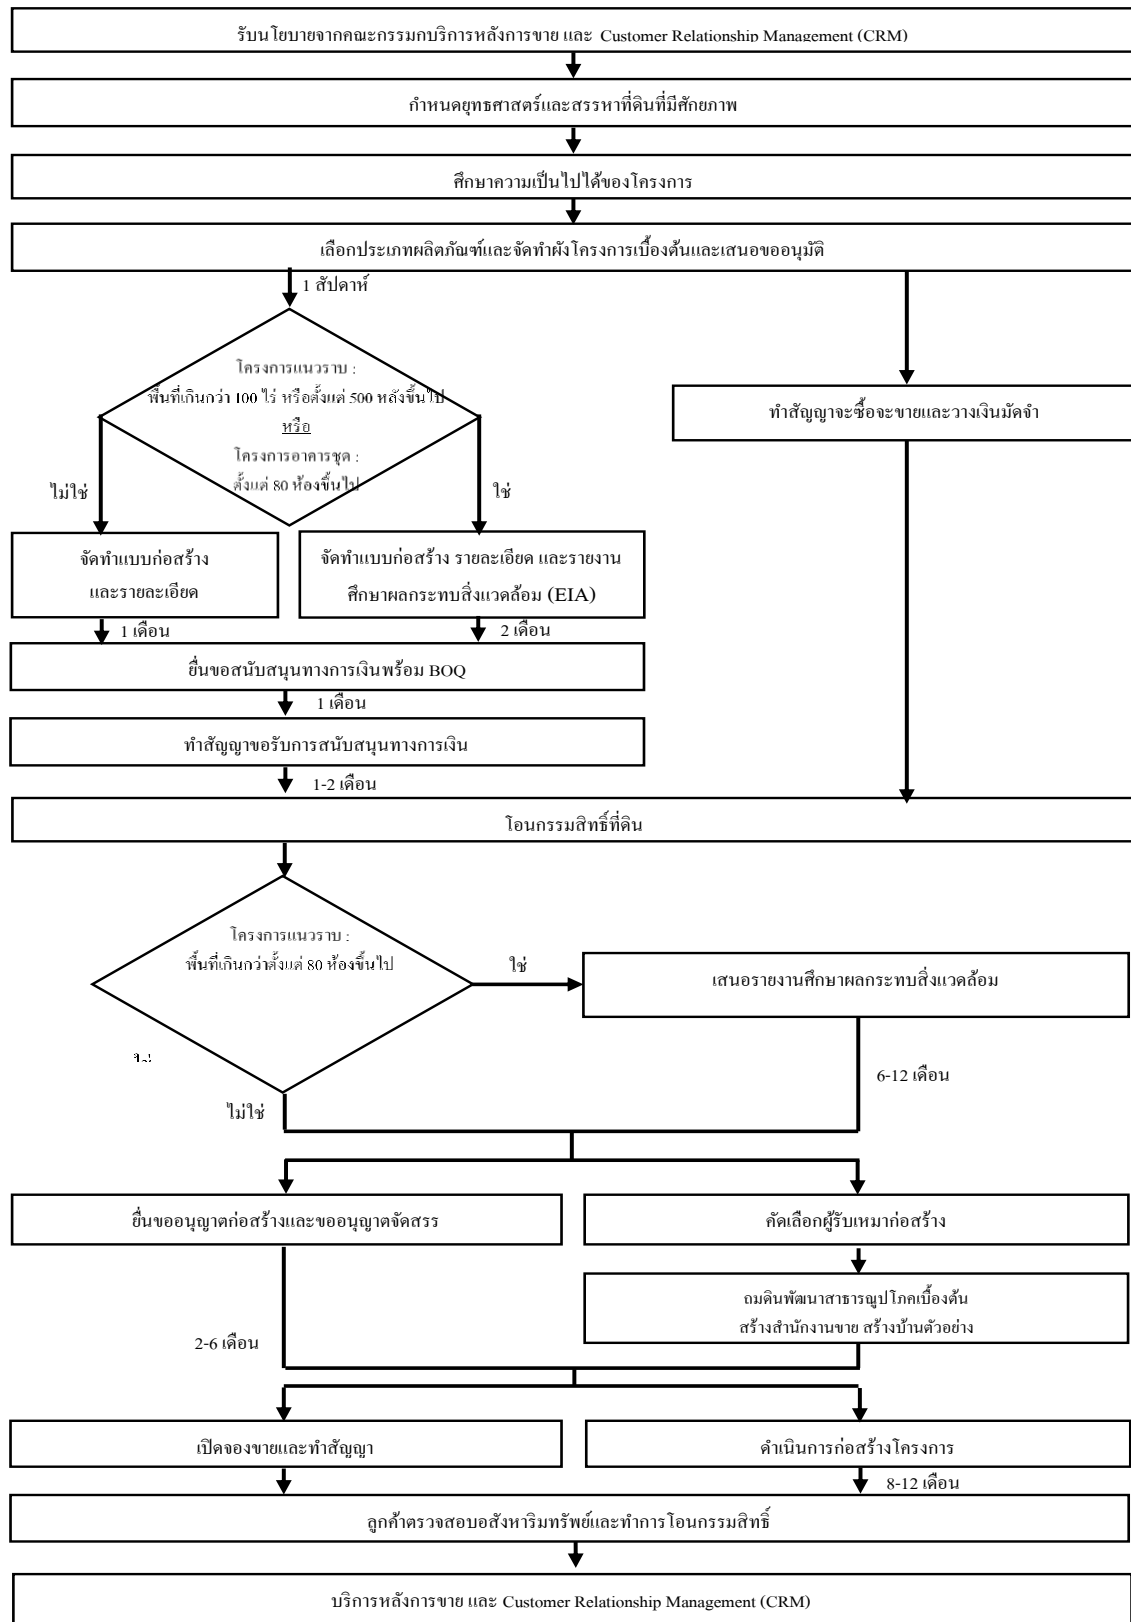 รับนโยบายจากคณะกรรมกบริการหลังการขาย และ Customer Relationship Management (CRM)
กำหนดยุทธศาสตร์และสรรหาที่ดินที่มีศักยภาพ
ศึกษาความเป็นไปได้ของโครงการ
เลือกประเภทผลิตภัณฑ์และจัดทำผังโครงการเบื้องต้นและเสนอขออนุมัติ
1 สัปดาห์
โครงการแนวราบ :
พื้นที่เกินกว่า 100 ไร่ หรือตั้งแต่ 500 หลังขึ้นไป
หรือ
โครงการอาคารชุด :
ตั้งแต่ 80 ห้องขึ้นไป
ทำสัญญาจะซื้อจะขายและวางเงินมัดจำ
ไม่ใช่
ใช่
จัดทำแบบก่อสร้าง
และรายละเอียด
จัดทำแบบก่อสร้าง รายละเอียด และรายงาน
ศึกษาผลกระทบสิ่งแวดล้อม (EIA)
1 เดือน
2 เดือน
ยื่นขอสนับสนุนทางการเงินพร้อม BOQ
1 เดือน
ทำสัญญาขอรับการสนับสนุนทางการเงิน
1-2 เดือน
โอนกรรมสิทธิ์ที่ดิน
โครงการแนวราบ :
พื้นที่เกินกว่าตั้งแต่ 80 ห้องขึ้นไป
ใช่
เสนอรายงานศึกษาผลกระทบสิ่งแวดล้อม
6-12 เดือน
ไม่ใช่
ยื่นขออนุญาตก่อสร้างและขออนุญาตจัดสรร
คัดเลือกผู้รับเหมาก่อสร้าง
ถมดินพัฒนาสาธารณูปโภคเบื้องต้น
สร้างสำนักงานขาย สร้างบ้านตัวอย่าง
2-6 เดือน
เปิดจองขายและทำสัญญา
ดำเนินการก่อสร้างโครงการ
8-12 เดือน
ลูกค้าตรวจสอบอสังหาริมทรัพย์และทำการโอนกรรมสิทธิ์
บริการหลังการขาย และ Customer Relationship Management (CRM)